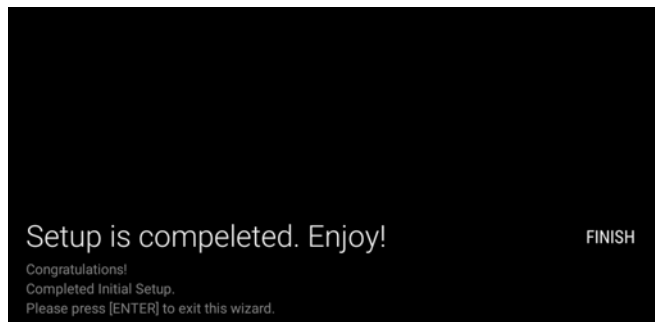 Setup is compeleted. Enjoy!
FINISH
Congratulations!
Completed Initial Setup.
Please press [ENTER] to exit this wizard.